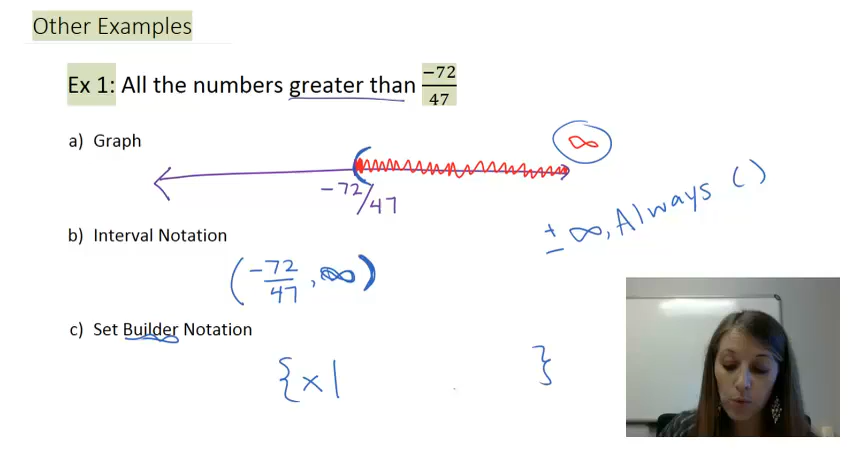 Other Examples
Ex 1: All the numbers greater than −72/47
a) Graph
∞
−72/47
± ∞, Always ( )
b) Interval Notation
(−72/47, ∞)
c) Set Builder Notation
{x| }